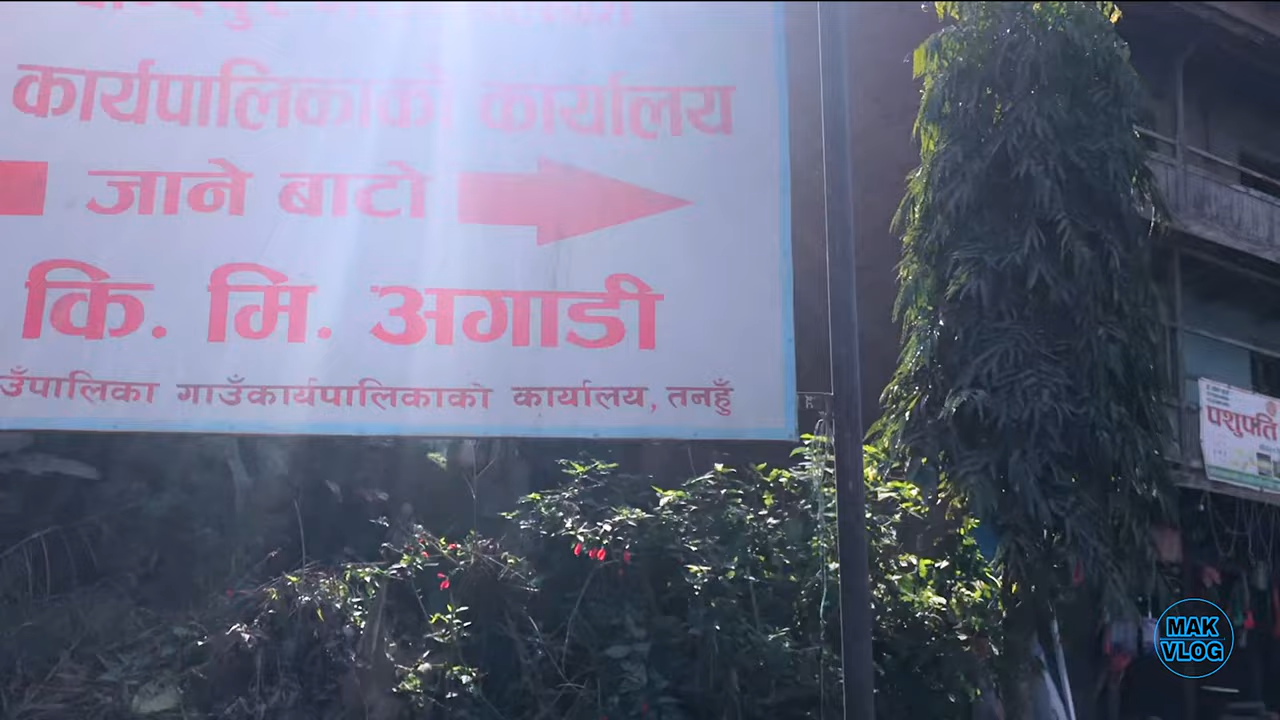 कार्यपालिकाको कार्यालय
जाने बाटो
कि. मि. अगाडी
गाउँकार्यपालिकाको कार्यालय, तनहुँ
पशुपति
MAK
VLOG